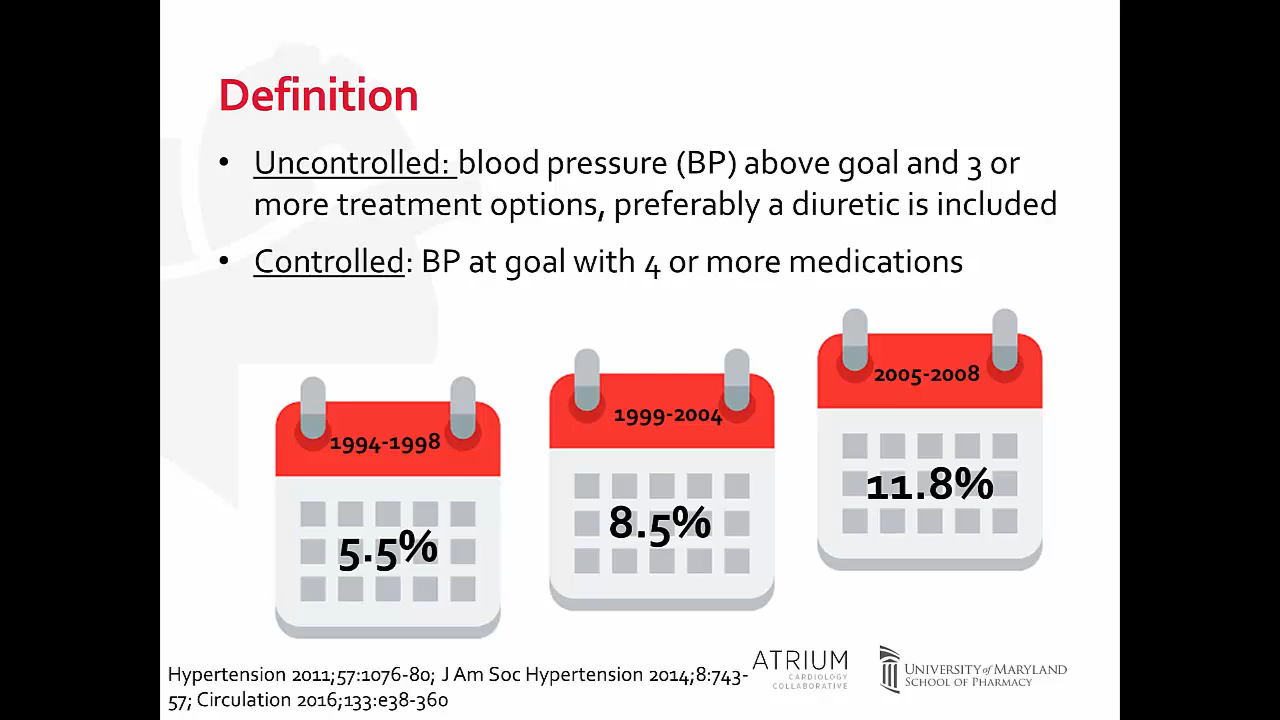 Definition
• Uncontrolled: blood pressure (BP) above goal and 3 or
more treatment options, preferably a diuretic is included
• Controlled: BP at goal with 4 or more medications
1994-1998
5.5%
1999-2004
8.5%
2005-2008
11.8%
Hypertension 2011;57:1076-80; J Am Soc Hypertension 2014;8:743-
57; Circulation 2016;133:e38-360
ATRIUM
CARDIOLOGY
COLLABORATIVE
UNIVERSITY of MARYLAND
SCHOOL OF PHARMACY